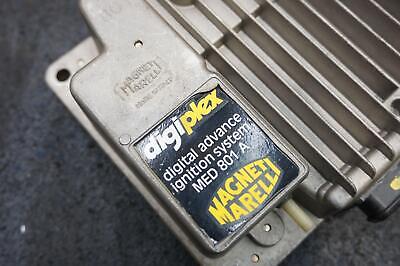 MAGNETI
MARELLI
digiplex
digital advance
ignition system
MED 801 A
MAGNETI
MARELLI